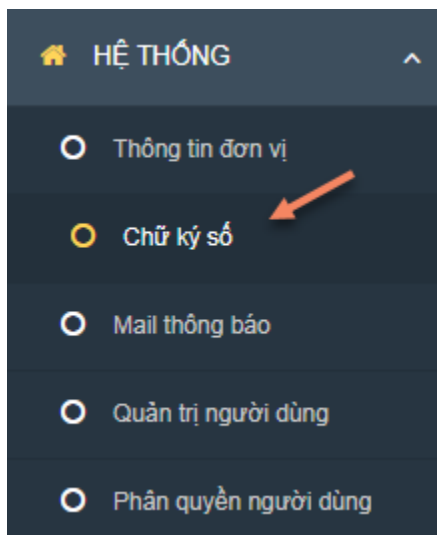 HỆ THỐNG
Thông tin đơn vị
Chữ ký số
Mail thông báo
Quản trị người dùng
Phân quyền người dùng